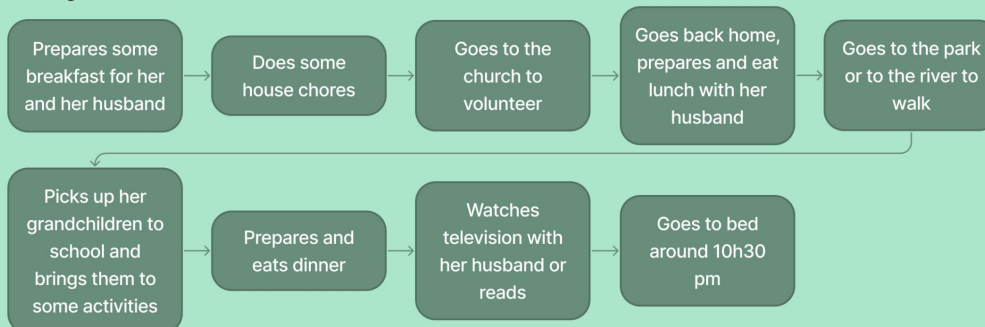 Prepares some
breakfast for her
and her husband
Does some
house chores
Goes to the
church to
volunteer
Goes back home,
prepares and eat
lunch with her
husband
Goes to the park
or to the river to
walk
Picks up her
grandchildren to
school and
brings them to
some activities
Prepares and
eats dinner
Watches
television with
her husband or
reads
Goes to bed
around 10h30
pm